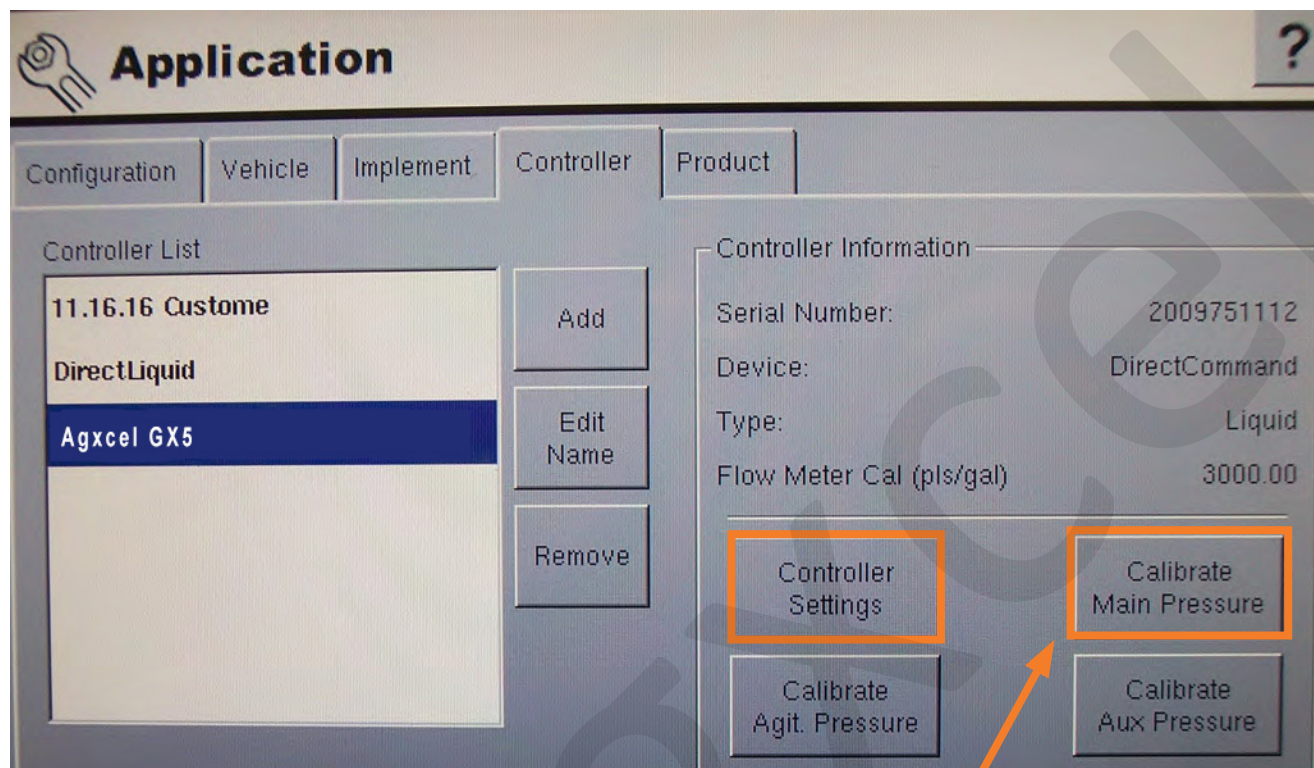 Application
?
Configuration Vehicle Implement Controller Product
Controller List
11.16.16 Custome
DirectLiquid
Agxcel GX5
Add
Edit
Name
Remove
Controller Information
Serial Number: 2009751112
Device: DirectCommand
Type: Liquid
Flow Meter Cal (pls/gal) 3000.00
Controller
Settings
Calibrate
Main Pressure
Calibrate
Agit. Pressure
Calibrate
Aux Pressure